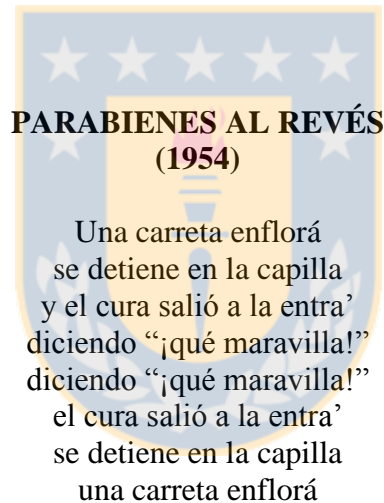 PARABIENES AL REVÉS
(1954)
Una carreta enflorá
se detiene en la capilla
y el cura salió a la entra’
diciendo “¡qué maravilla!”
diciendo “¡qué maravilla!”
el cura salió a la entra’
se detiene en la capilla
una carreta enflorá